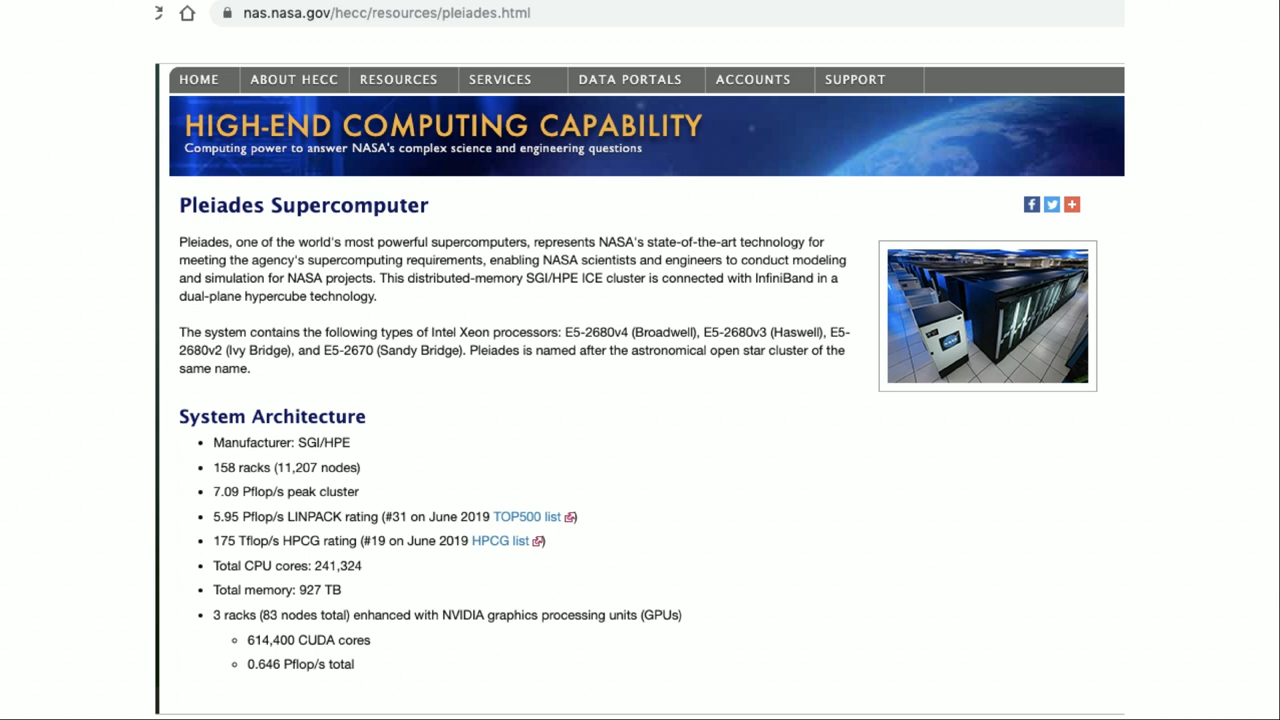 nas.nasa.gov/hecc/resources/pleiades.html
HOME ABOUT HECC RESOURCES SERVICES DATA PORTALS ACCOUNTS SUPPORT
HIGH-END COMPUTING CAPABILITY
Computing power to answer NASA's complex science and engineering questions
Pleiades Supercomputer
Pleiades, one of the world's most powerful supercomputers, represents NASA's state-of-the-art technology for
meeting the agency's supercomputing requirements, enabling NASA scientists and engineers to conduct modeling
and simulation for NASA projects. This distributed-memory SGI/HPE ICE cluster is connected with InfiniBand in a
dual-plane hypercube technology.
The system contains the following types of Intel Xeon processors: E5-2680v4 (Broadwell), E5-2680v3 (Haswell), E5-
2680v2 (Ivy Bridge), and E5-2670 (Sandy Bridge). Pleiades is named after the astronomical open star cluster of the
same name.
System Architecture
• Manufacturer: SGI/HPE
• 158 racks (11,207 nodes)
• 7.09 Pflop/s peak cluster
• 5.95 Pflop/s LINPACK rating (#31 on June 2019 TOP500 list)
• 175 Tflop/s HPCG rating (#19 on June 2019 HPCG list)
• Total CPU cores: 241,324
• Total memory: 927 TB
• 3 racks (83 nodes total) enhanced with NVIDIA graphics processing units (GPUs)
◦ 614,400 CUDA cores
◦ 0.646 Pflop/s total